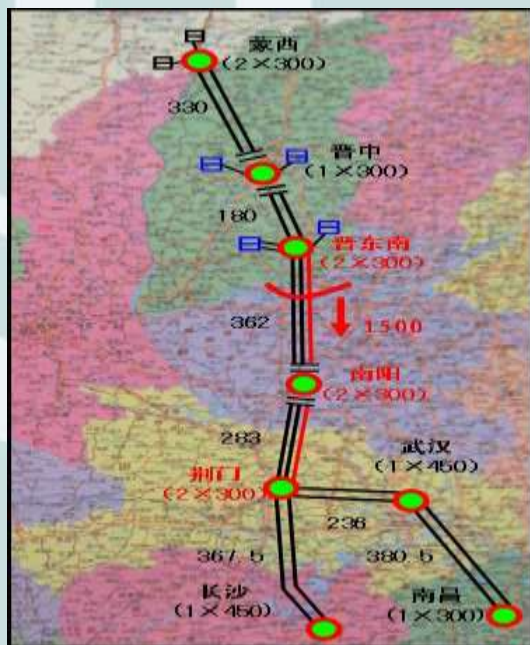 蒙西
(2×300)
330
晋中
(1×300)
180
晋东南
(2×300)
362
1500
南阳
(2×300)
283
武汉
(1×450)
荆门
(2×300)
236
367.5
380.5
长沙
(1×450)
南昌
(1×300)